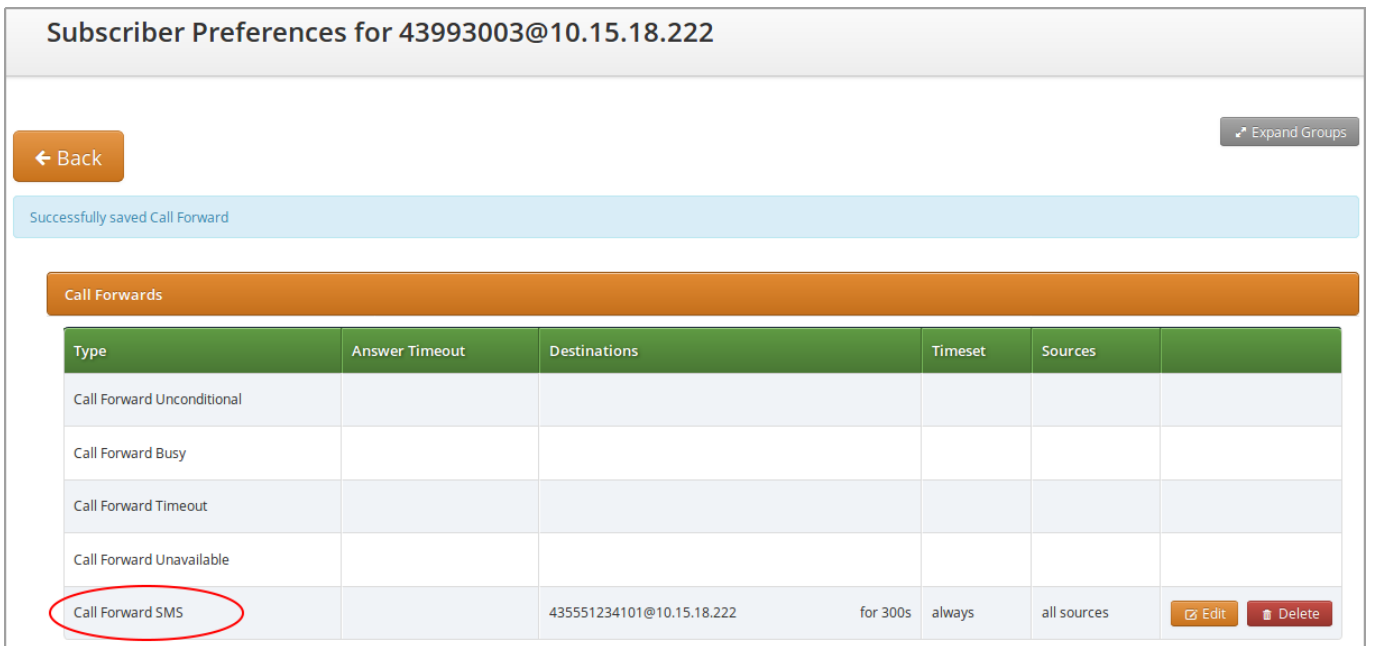 Subscriber Preferences for 43993003@10.15.18.222
Expand Groups
Back
Successfully saved Call Forward
Call Forwards
Type Answer Timeout Destinations Timeset Sources
Call Forward Unconditional
Call Forward Busy
Call Forward Timeout
Call Forward Unavailable
Call Forward SMS 435551234101@10.15.18.222 for 300s always all sources Edit Delete